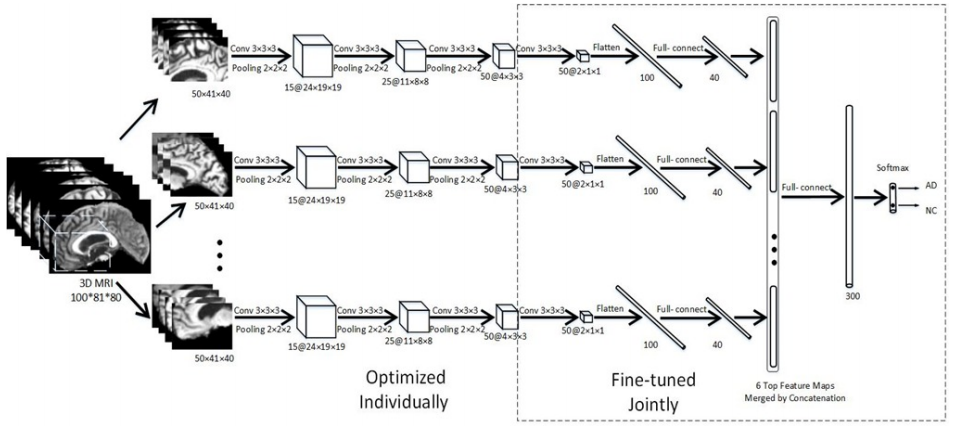 Conv 3×3×3 Conv 3×3×3 Conv 3×3×3 Conv 3×3×3 Flatten Full- connect
Pooling 2×2×2 Pooling 2×2×2 Pooling 2×2×2
50×41×40 15@24×19×19 25@11×8×8 50@4×3×3 50@2×1×1 100 40
Conv 3×3×3 Conv 3×3×3 Conv 3×3×3 Conv 3×3×3 Flatten Full- connect
Pooling 2×2×2 Pooling 2×2×2 Pooling 2×2×2
50×41×40 15@24×19×19 25@11×8×8 50@4×3×3 50@2×1×1 100 40
Full- connect
Softmax
AD
NC
3D MRI
100*81*80
Conv 3×3×3 Conv 3×3×3 Conv 3×3×3 Conv 3×3×3 Flatten Full- connect
Pooling 2×2×2 Pooling 2×2×2 Pooling 2×2×2
50×41×40 15@24×19×19 25@11×8×8 50@4×3×3 50@2×1×1 100 40
300
Optimized
Individually
Fine-tuned
Jointly
6 Top Feature Maps
Merged by Concatenation